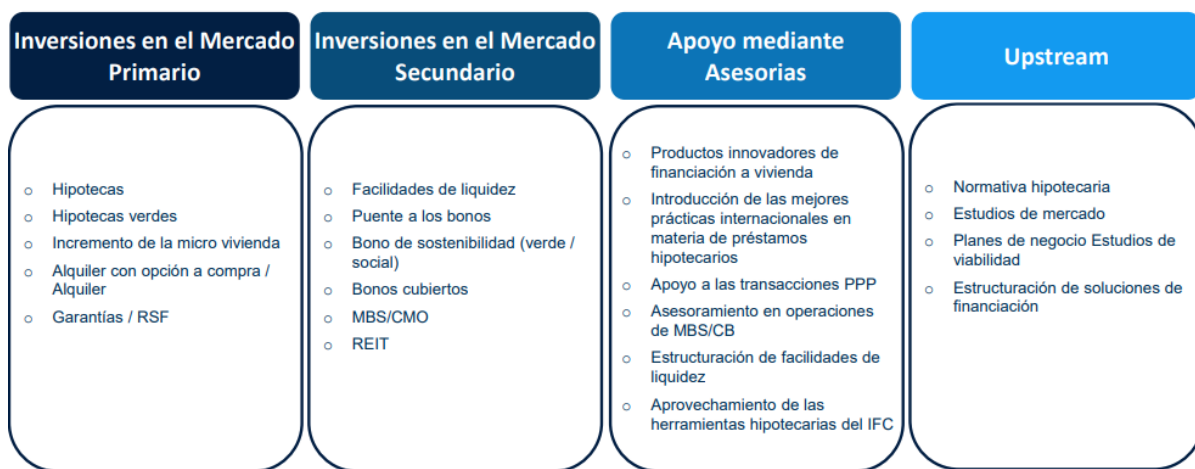 Inversiones en el Mercado
Primario
Inversiones en el Mercado
Secundario
Apoyo mediante
Asesorias
Upstream
o Hipotecas
o Hipotecas verdes
o Incremento de la micro vivienda
o Alquiler con opción a compra /
Alquiler
o Garantías / RSF
o Facilidades de liquidez
o Puente a los bonos
o Bono de sostenibilidad (verde /
social)
o Bonos cubiertos
o MBS/CMO
o REIT
o Productos innovadores de
financiación a vivienda
o Introducción de las mejores
prácticas internacionales en
materia de préstamos
hipotecarios
o Apoyo a las transacciones PPP
o Asesoramiento en operaciones
de MBS/CB
o Estructuración de facilidades de
liquidez
o Aprovechamiento de las
herramientas hipotecarias del IFC
o Normativa hipotecaria
o Estudios de mercado
o Planes de negocio Estudios de
viabilidad
o Estructuración de soluciones de
financiación